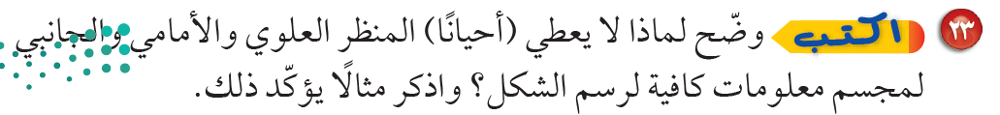 ٢٣ اكتب وضّح لماذا لا يعطي (أحيانًا) المنظر العلوي والأمامي والجانبي
لمجسم معلومات كافية لرسم الشكل؟ واذكر مثالًا يؤكّد ذلك.